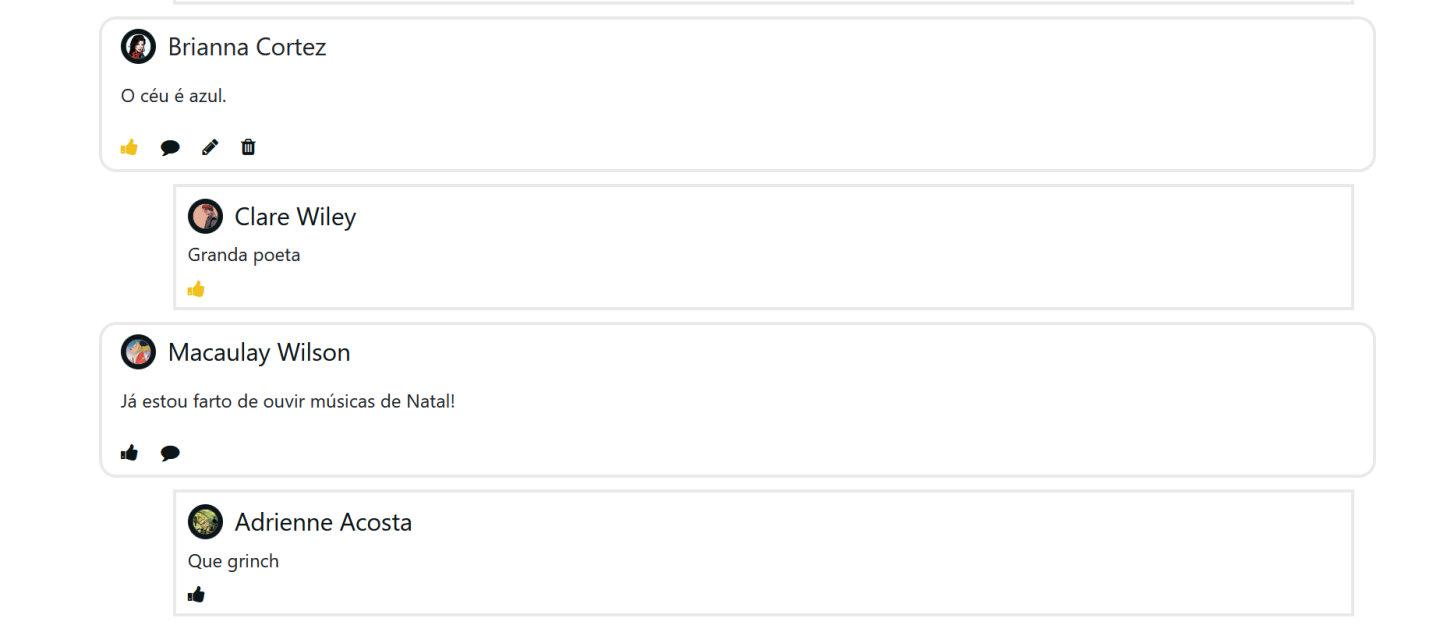 Brianna Cortez
O céu é azul.
Clare Wiley
Granda poeta
Macaulay Wilson
Já estou farto de ouvir músicas de Natal!
Adrienne Acosta
Que grinch